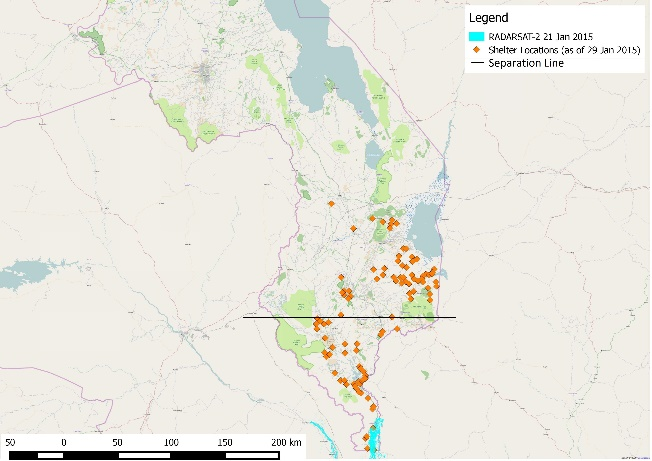 Legend
RADARSAT-2 21 Jan 2015
Shelter Locations (as of 29 Jan 2015)
Separation Line
50 0 50 100 150 200 km